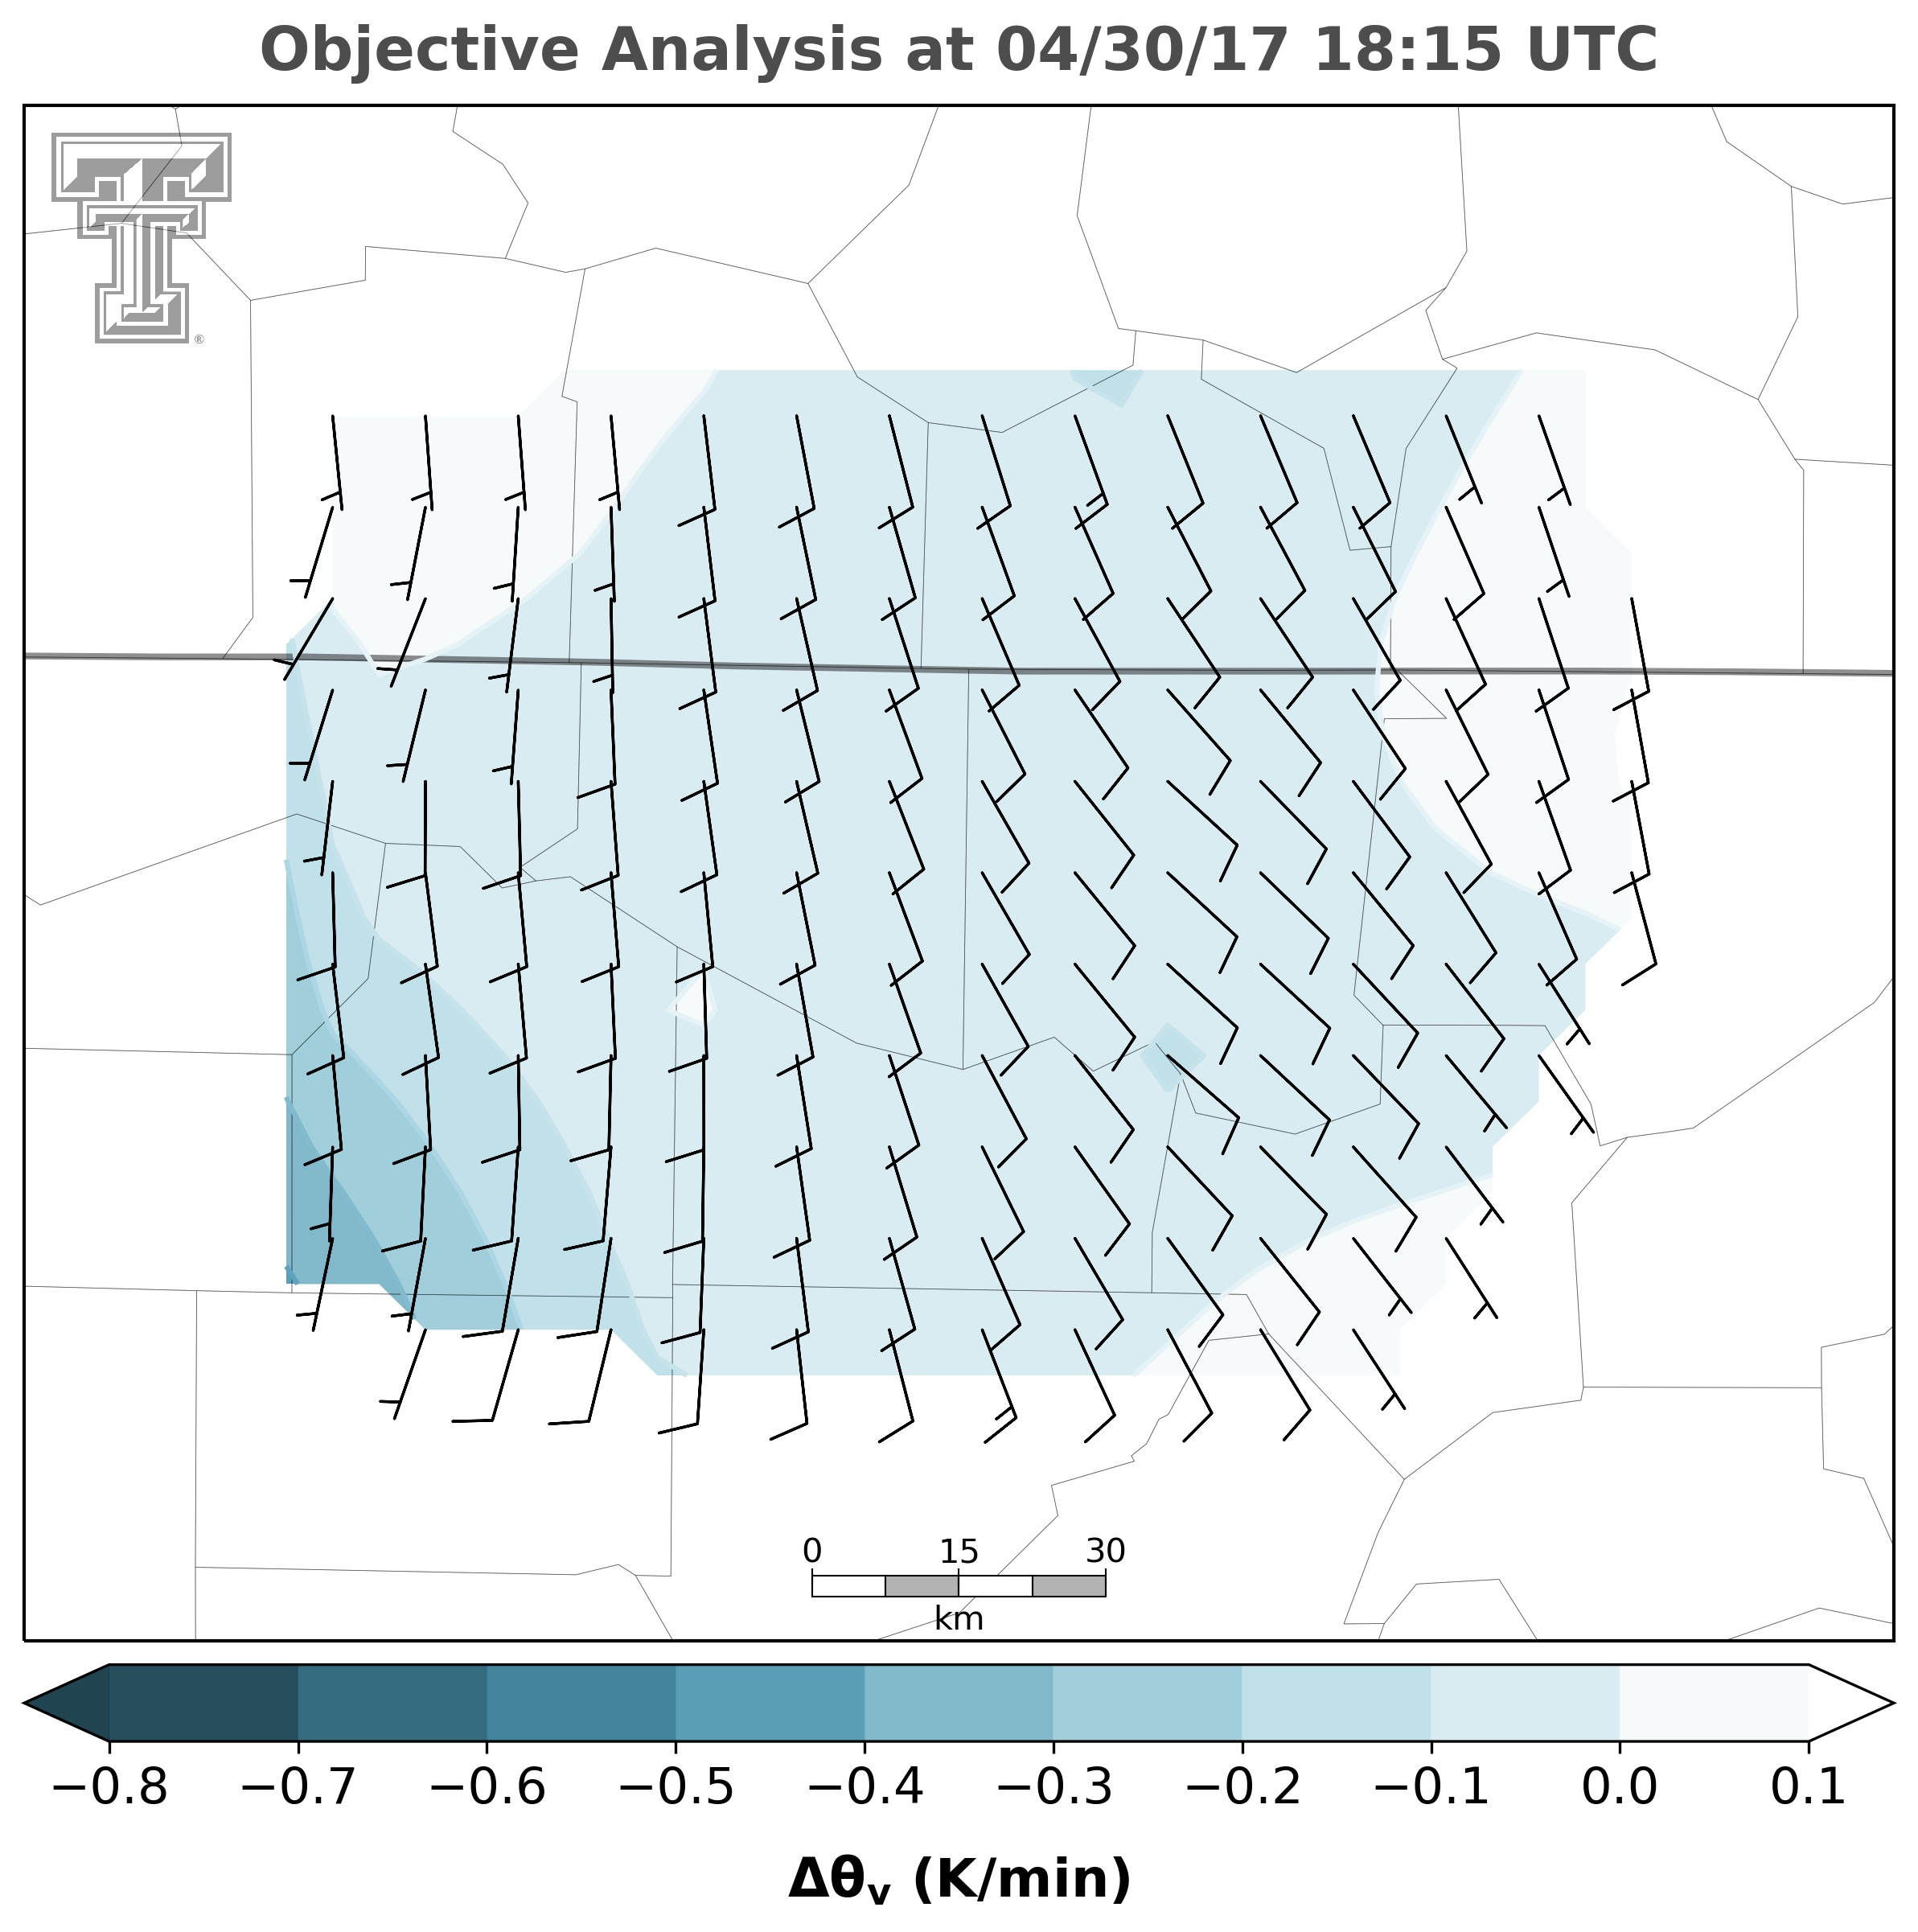 Objective Analysis at 04/30/17 18:15 UTC
®
0 15 30
km
−0.8 −0.7 −0.6 −0.5 −0.4 −0.3 −0.2 −0.1 0.0 0.1
Δθv (K/min)